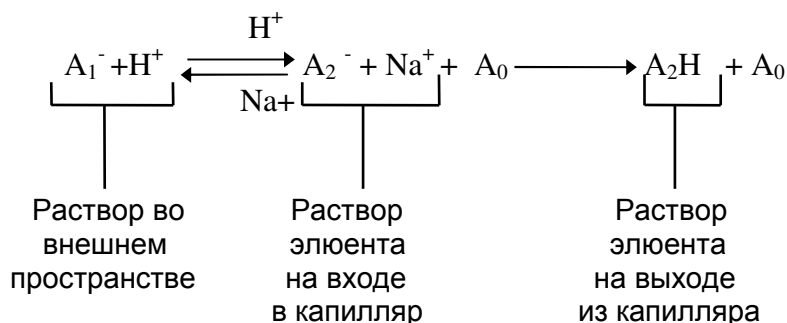 H⁺
A₁⁻ +H⁺ A₂⁻ + Na⁺ + A₀ A₂H + A₀
Na+
Раствор во
внешнем
пространстве
Раствор
элюента
на входе
в капилляр
Раствор
элюента
на выходе
из капилляра